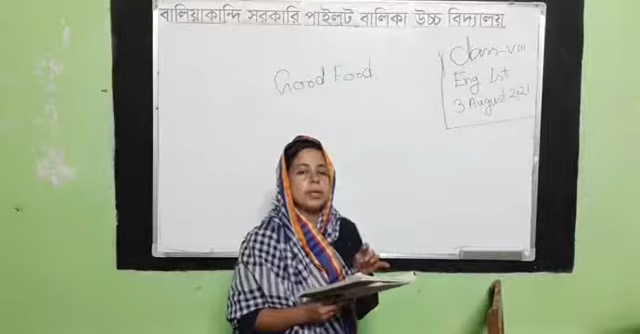 বালিয়াকান্দি সরকারি পাইলট বালিকা উচ্চ বিদ্যালয়
Good Food
Class-VIII
Eng 1st
3 August 2021